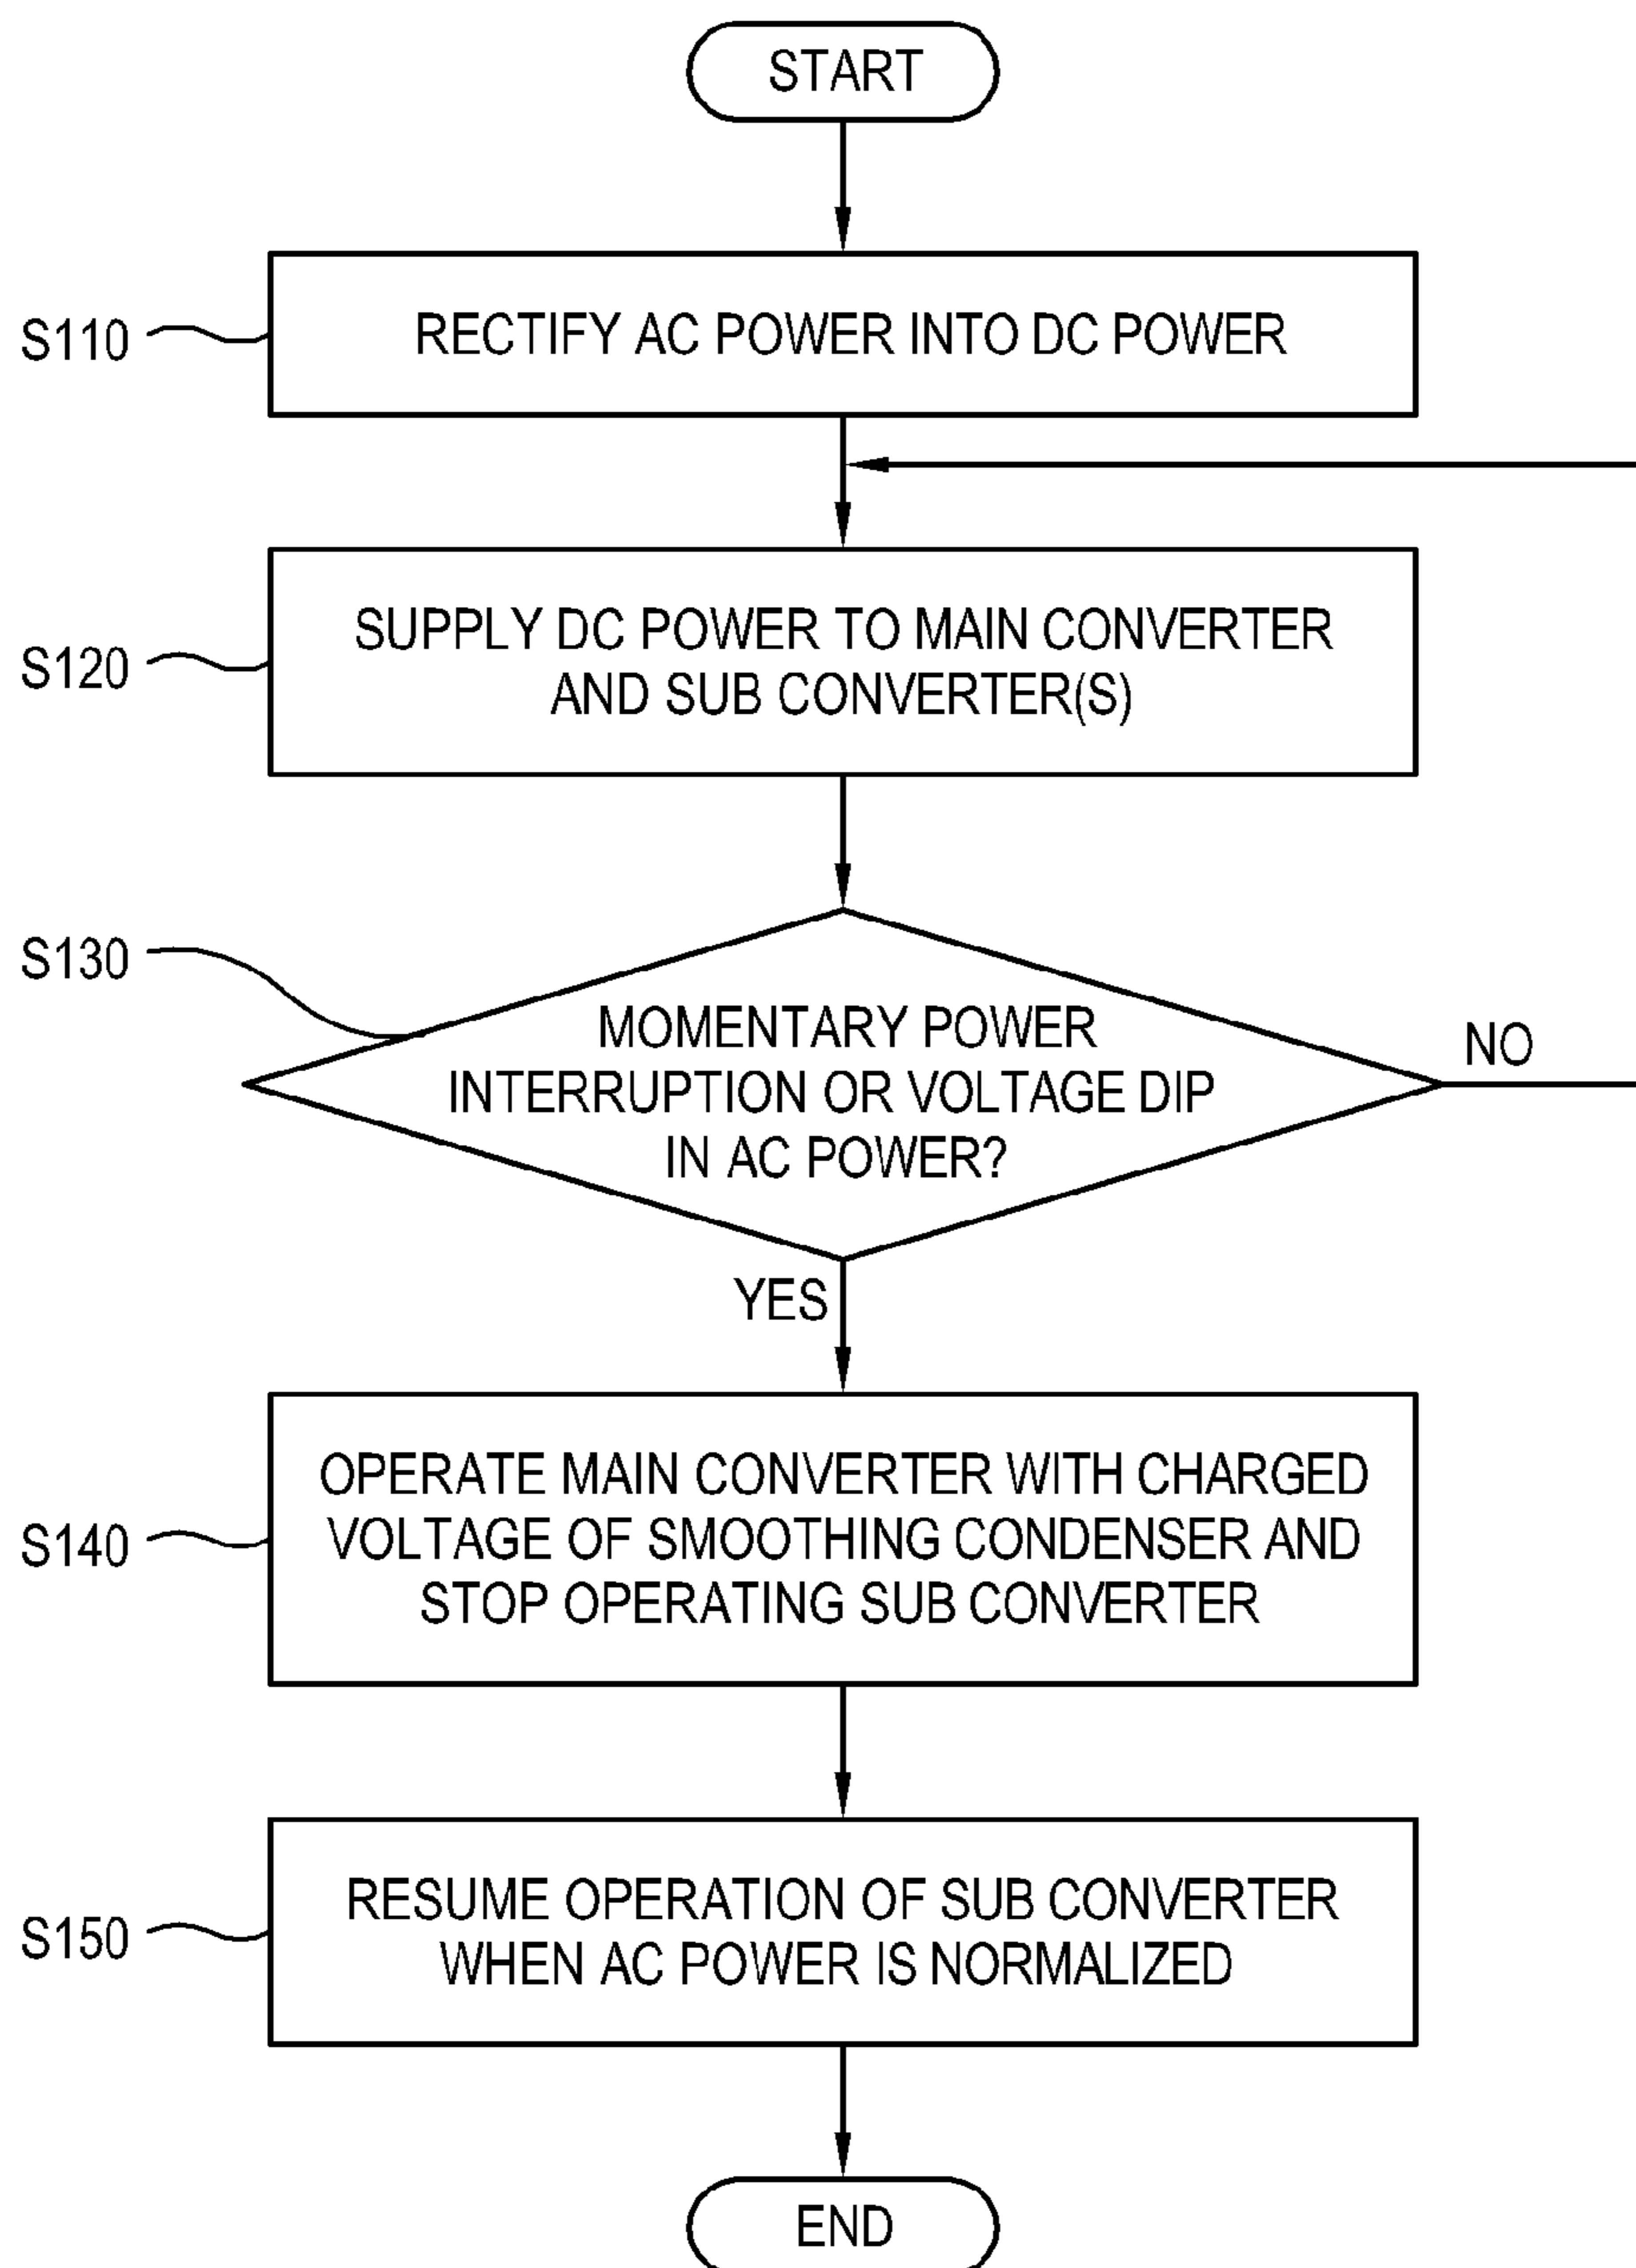 START
S110
RECTIFY AC POWER INTO DC POWER
S120
SUPPLY DC POWER TO MAIN CONVERTER
AND SUB CONVERTER(S)
S130
MOMENTARY POWER
INTERRUPTION OR VOLTAGE DIP
IN AC POWER?
NO
YES
S140
OPERATE MAIN CONVERTER WITH CHARGED
VOLTAGE OF SMOOTHING CONDENSER AND
STOP OPERATING SUB CONVERTER
S150
RESUME OPERATION OF SUB CONVERTER
WHEN AC POWER IS NORMALIZED
END